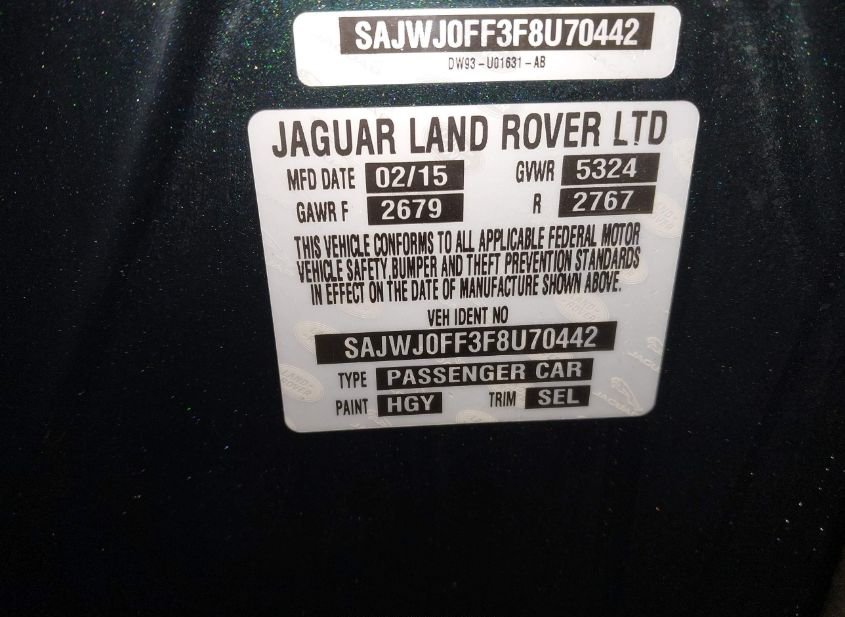 SAJWJ0FF3F8U70442
DW93-U01631-AB
JAGUAR LAND ROVER LTD
MFD DATE 02/15 GVWR 5324
GAWR F 2679 R 2767
THIS VEHICLE CONFORMS TO ALL APPLICABLE FEDERAL MOTOR
VEHICLE SAFETY,BUMPER AND THEFT PREVENTION STANDARDS
IN EFFECT ON THE DATE OF MANUFACTURE SHOWN ABOVE.
VEH IDENT NO
SAJWJ0FF3F8U70442
TYPE PASSENGER CAR
PAINT HGY TRIM SEL